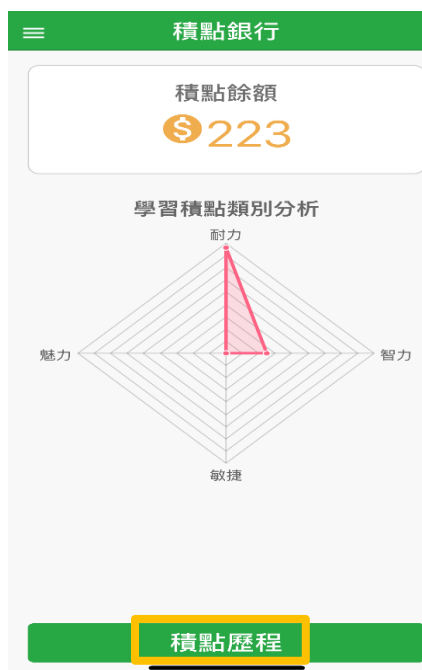 積點銀行
積點餘額
$223
學習積點類別分析
耐力
魅力
智力
敏捷
積點歷程